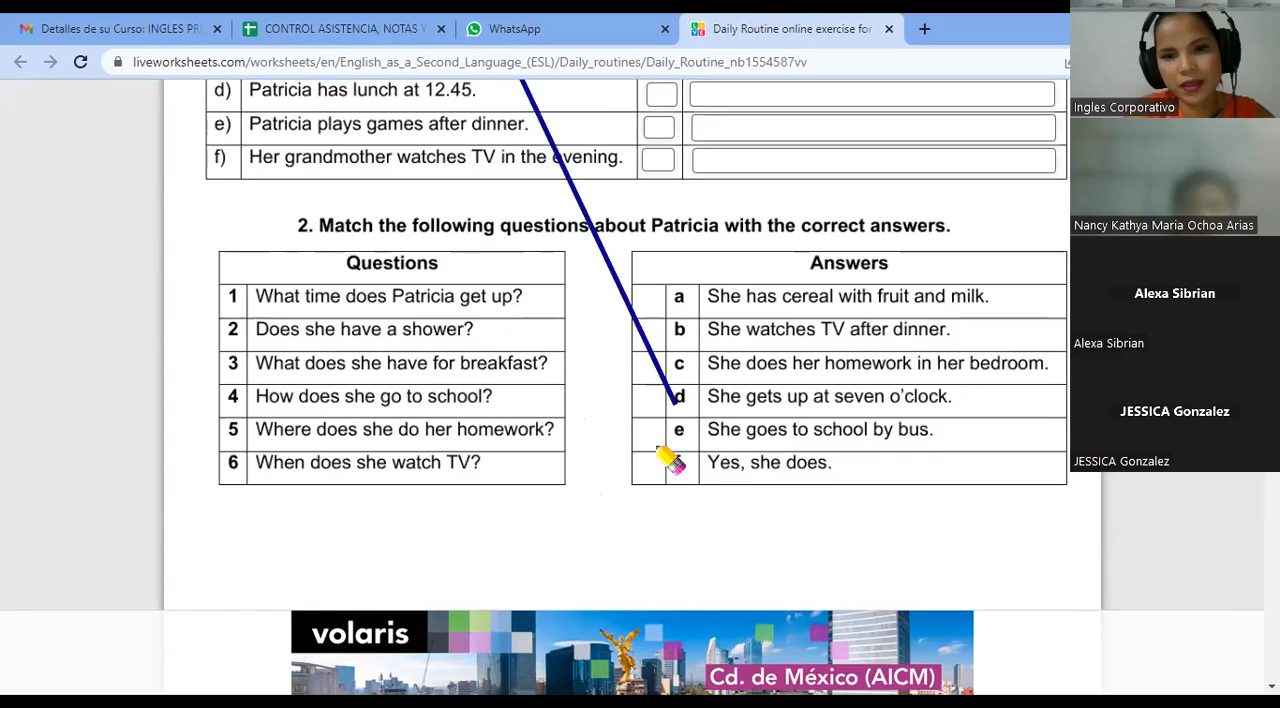 Detalles de su Curso: INGLES PRI
CONTROL ASISTENCIA, NOTAS Y
WhatsApp
Daily Routine online exercise for
liveworksheets.com/worksheets/en/English_as_a_Second_Language_(ESL)/Daily_routines/Daily_Routine_nb1554587vv
Ingles Corporativo
d) Patricia has lunch at 12.45.
e) Patricia plays games after dinner.
f) Her grandmother watches TV in the evening.
2. Match the following questions about Patricia with the correct answers.
Questions
1 What time does Patricia get up?
2 Does she have a shower?
3 What does she have for breakfast?
4 How does she go to school?
5 Where does she do her homework?
6 When does she watch TV?
Answers
a She has cereal with fruit and milk.
b She watches TV after dinner.
c She does her homework in her bedroom.
d She gets up at seven o'clock.
e She goes to school by bus.
Yes, she does.
Nancy Kathya Maria Ochoa Arias
Alexa Sibrian
Alexa Sibrian
JESSICA Gonzalez
JESSICA Gonzalez
volaris
Cd. de México (AICM)